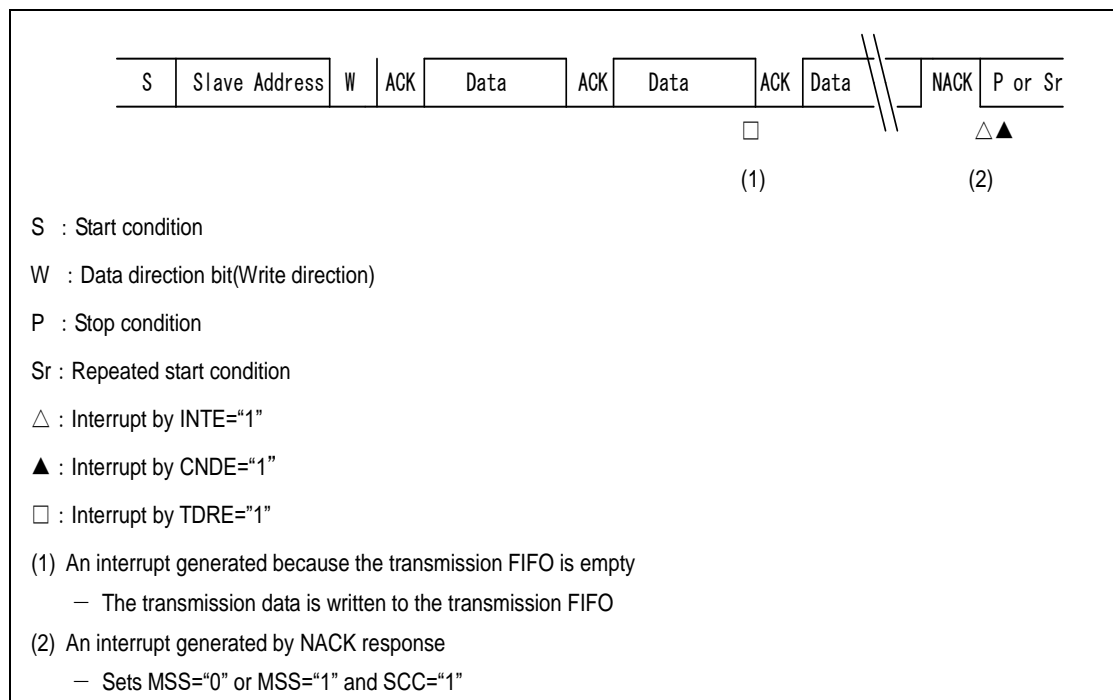 S Slave Address W ACK Data ACK Data ACK Data NACK P or Sr
□ △▲
(1) (2)
S : Start condition
W : Data direction bit(Write direction)
P : Stop condition
Sr : Repeated start condition
△ : Interrupt by INTE=“1”
▲ : Interrupt by CNDE=“1”
□ : Interrupt by TDRE=”1”
(1) An interrupt generated because the transmission FIFO is empty
— The transmission data is written to the transmission FIFO
(2) An interrupt generated by NACK response
— Sets MSS=“0” or MSS=“1” and SCC=“1”